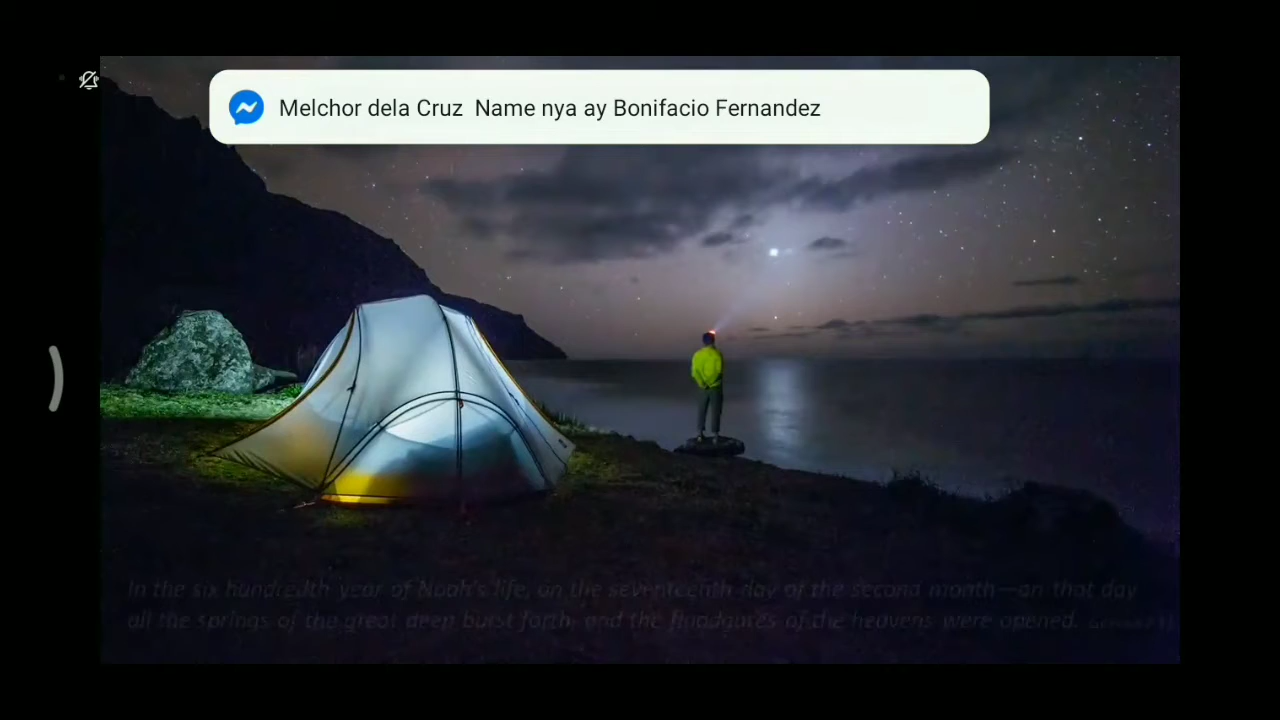 Melchor dela Cruz Name nya ay Bonifacio Fernandez
In the six hundredth year of Noah's life, on the seventeenth day of the second month—on that day
all the springs of the great deep burst forth, and the floodgates of the heavens were opened.